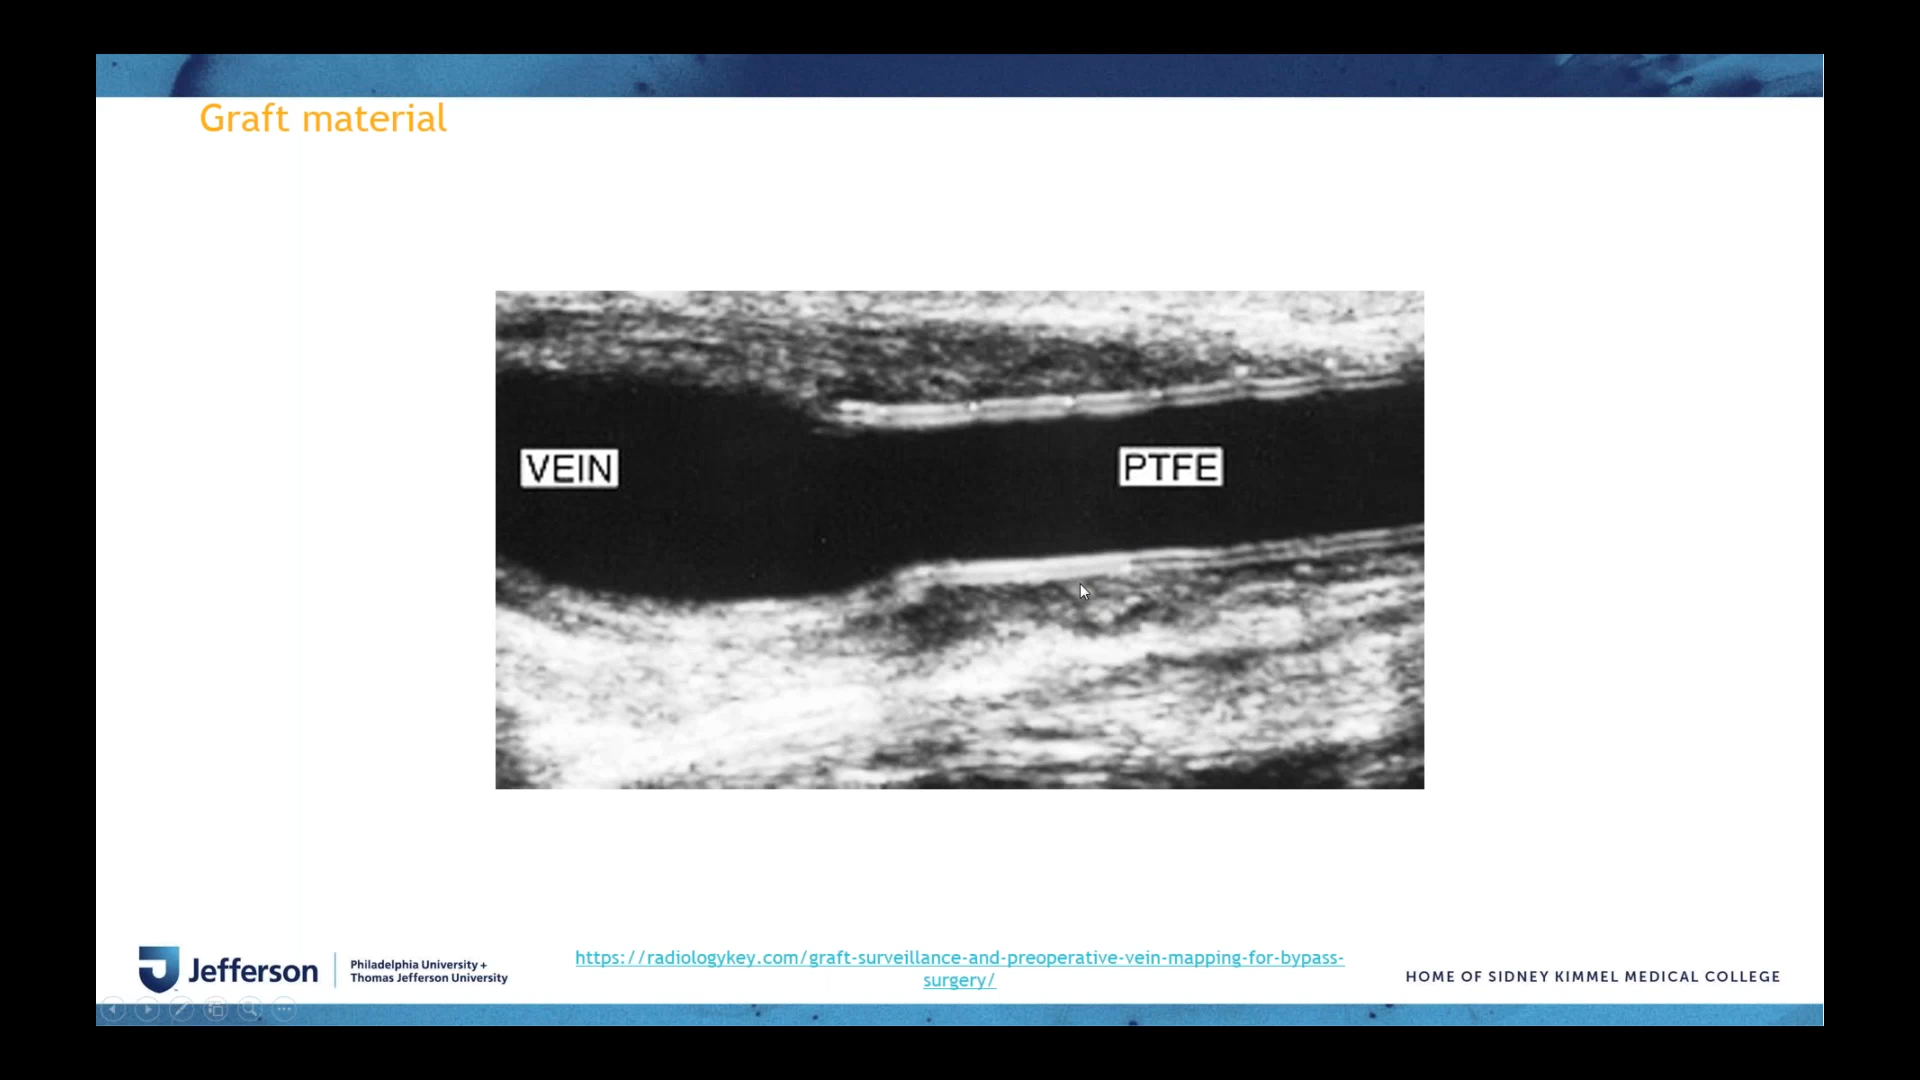 Graft material
VEIN
PTFE
Jefferson
Philadelphia University +
Thomas Jefferson University
https://radiologykey.com/graft-surveillance-and-preoperative-vein-mapping-for-bypass-
surgery/
HOME OF SIDNEY KIMMEL MEDICAL COLLEGE